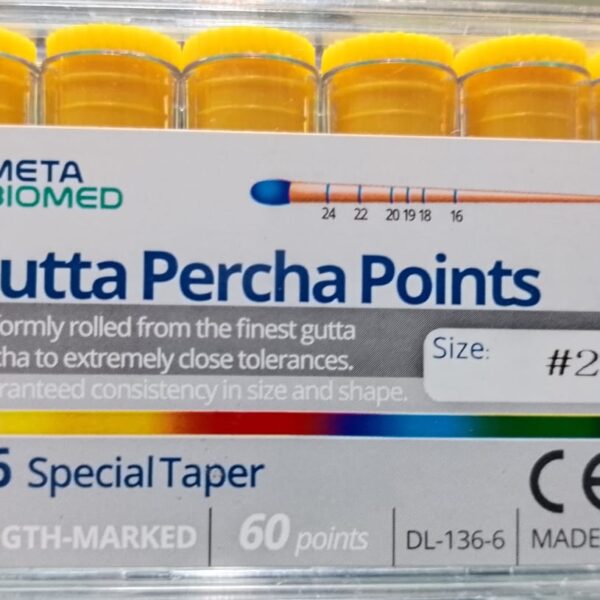 META
BIOMED
24 22 20 19 18 16
utta Percha Points
ormly rolled from the finest gutta
cha to extremely close tolerances.
ranteed consistency in size and shape.
Size: #2
6 Special Taper
GTH-MARKED
60 points
DL-136-6
MADE
CE